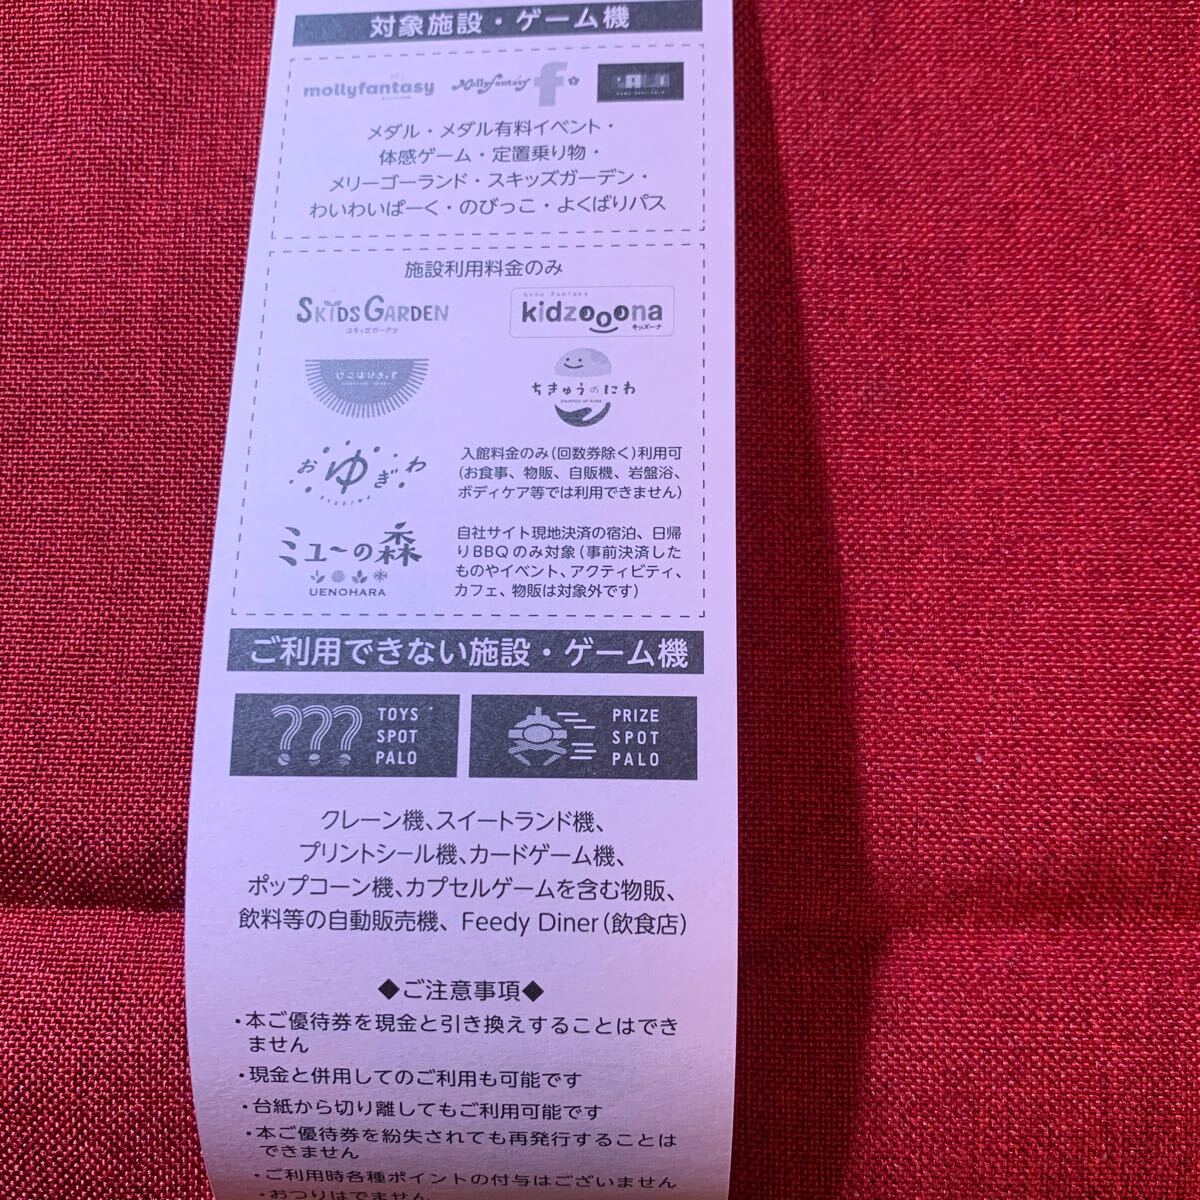 対象施設・ゲーム機
mollyfantasy
Mollyfantasy f
メダル・メダル有料イベント・
体感ゲーム・定置乗り物・
メリーゴーランド・スキッズガーデン・
わいわいぱーく・のびっこ・よくばりパス
施設利用料金のみ
SKIDS GARDEN
スキッズガーデン
kidzooona
キッズーナ
ちきゅうのにわ
おゆぎわ
入館料金のみ(回数券除く)利用可
(お食事、物販、自販機、岩盤浴、
ボディケア等では利用できません)
ミューの森
UENOHARA
自社サイト現地決済の宿泊、日帰
りBBQのみ対象(事前決済した
ものやイベント、アクティビティ、
カフェ、物販は対象外です)
ご利用できない施設・ゲーム機
???
TOYS
SPOT
PALO
PRIZE
SPOT
PALO
クレーン機、スイートランド機、
プリントシール機、カードゲーム機、
ポップコーン機、カプセルゲームを含む物販、
飲料等の自動販売機、Feedy Diner(飲食店)
◆ご注意事項◆
・本ご優待券を現金と引き換えすることはでき
ません
・現金と併用してのご利用も可能です
・台紙から切り離してもご利用可能です
・本ご優待券を紛失されても再発行することは
できません
・ご利用時各種ポイントの付与はございません
・おつりはでません